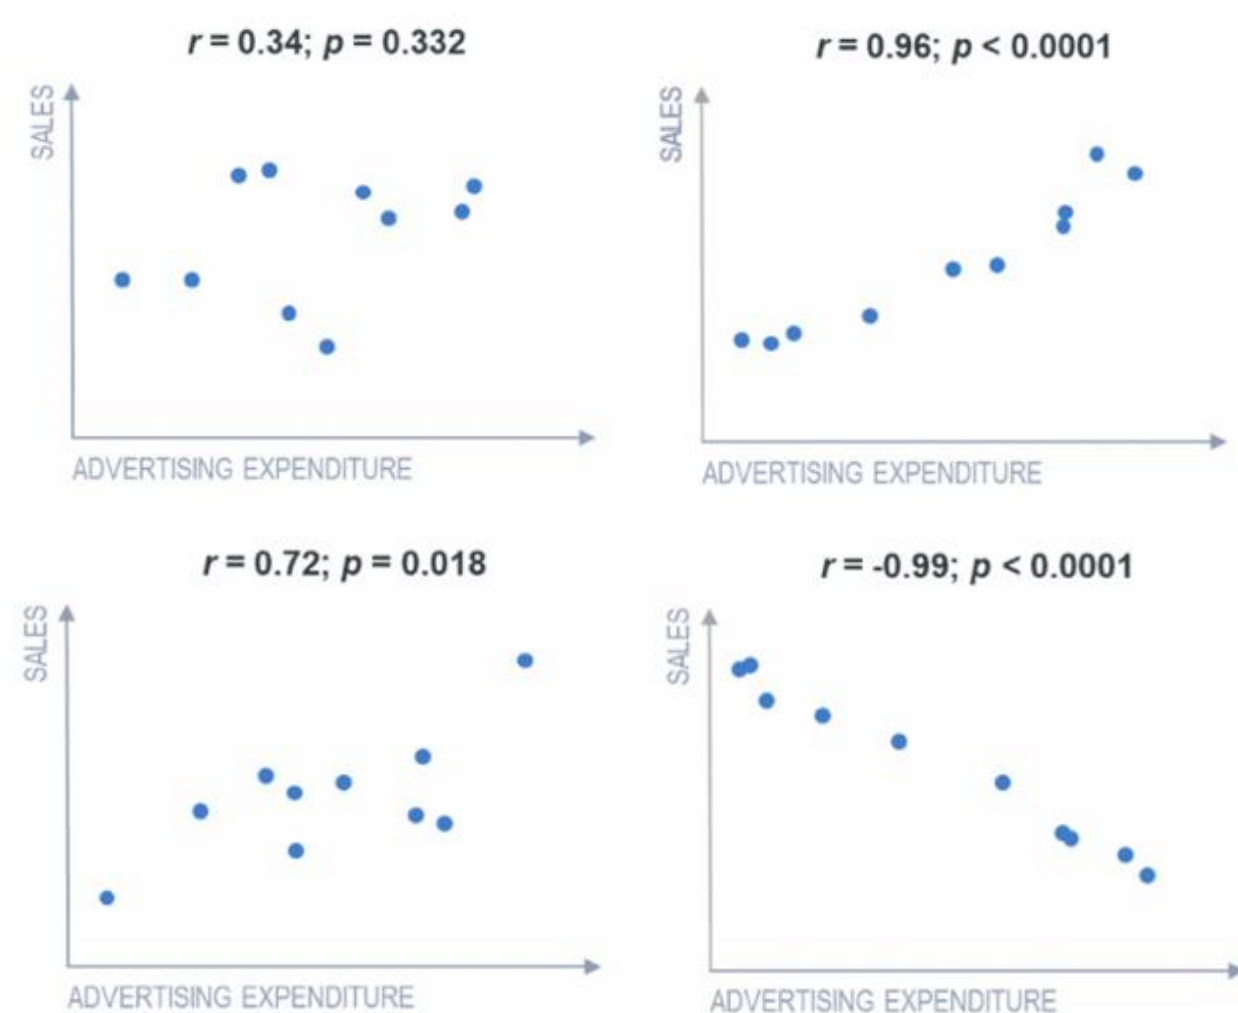 r = 0.34; p = 0.332
SALES
ADVERTISING EXPENDITURE
r = 0.96; p < 0.0001
SALES
ADVERTISING EXPENDITURE
r = 0.72; p = 0.018
SALES
ADVERTISING EXPENDITURE
r = -0.99; p < 0.0001
SALES
ADVERTISING EXPENDITURE